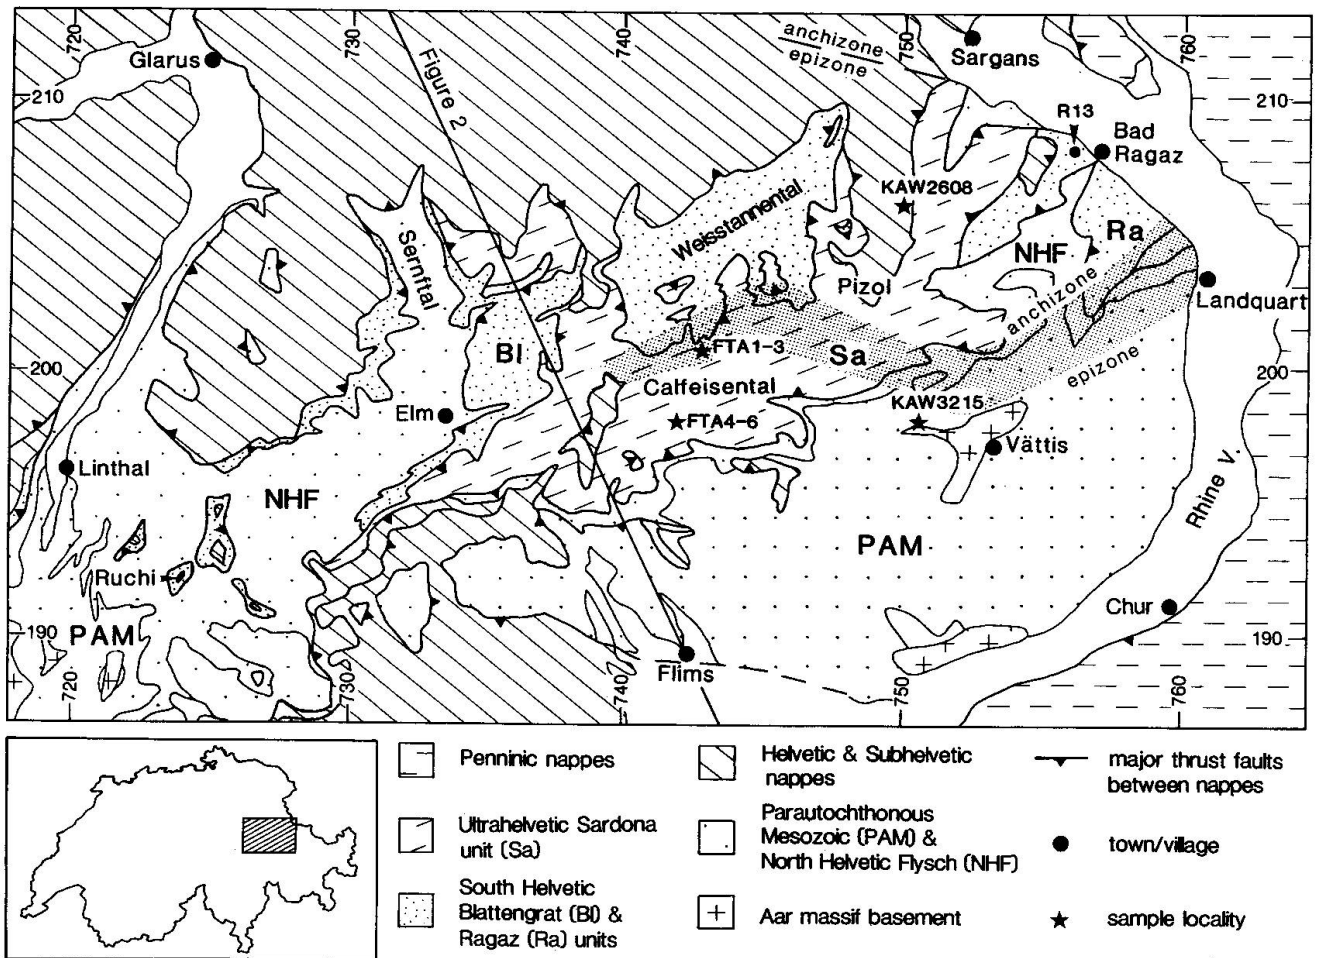 720
730
740
750
760
Glarus
Figure 2
anchizone
epizone
Sargans
210
210
R13
Bad
Ragaz
KAW2608
Sernftal
Weisstannental
Ra
NHF
Pizol
anchizone
Landquart
Bl
FTA1-3
Sa
200
epizone
200
Calfeisental
KAW3215
Elm
FTA4-6
Vättis
Linthal
NHF
Rhine V.
PAM
Ruchi
Chur
190
PAM
190
Flims
720
730
740
750
760
Penninic nappes
Ultrahelvetic Sardona
unit (Sa)
South Helvetic
Blattengrat (Bl) &
Ragaz (Ra) units
Helvetic & Subhelvetic
nappes
Parautochthonous
Mesozoic (PAM) &
North Helvetic Flysch (NHF)
Aar massif basement
major thrust faults
between nappes
town/village
sample locality